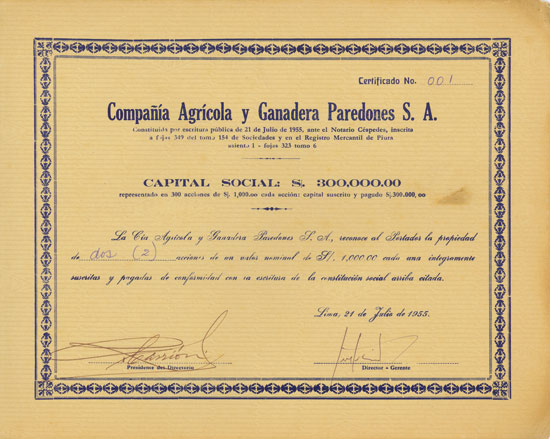 Certificado No. 001
Compañía Agrícola y Ganadera Paredones S. A.
Constituida por escritura pública de 21 de Julio de 1955, ante el Notario Céspedes, inscrita
a fojas 349 del tomo 154 de Sociedades y en el Registro Mercantil de Piura
asiento 1 - fojas 323 tomo 6
CAPITAL SOCIAL: S/. 300,000.00
representado en 300 acciones de S/. 1,000.00 cada acción: capital suscrito y pagado S/.300,000,00
La Cía Agrícola y Ganadera Paredones S. A., reconoce al Portador la propiedad
de dos (2) acciones de un valor nominal de S/. 1,000.00 cada una íntegramente
suscritas y pagadas de conformidad con su escritura de la constitución social arriba citada.
Lima, 21 de Julio de 1955.
Presidente del Directorio
Director - Gerente